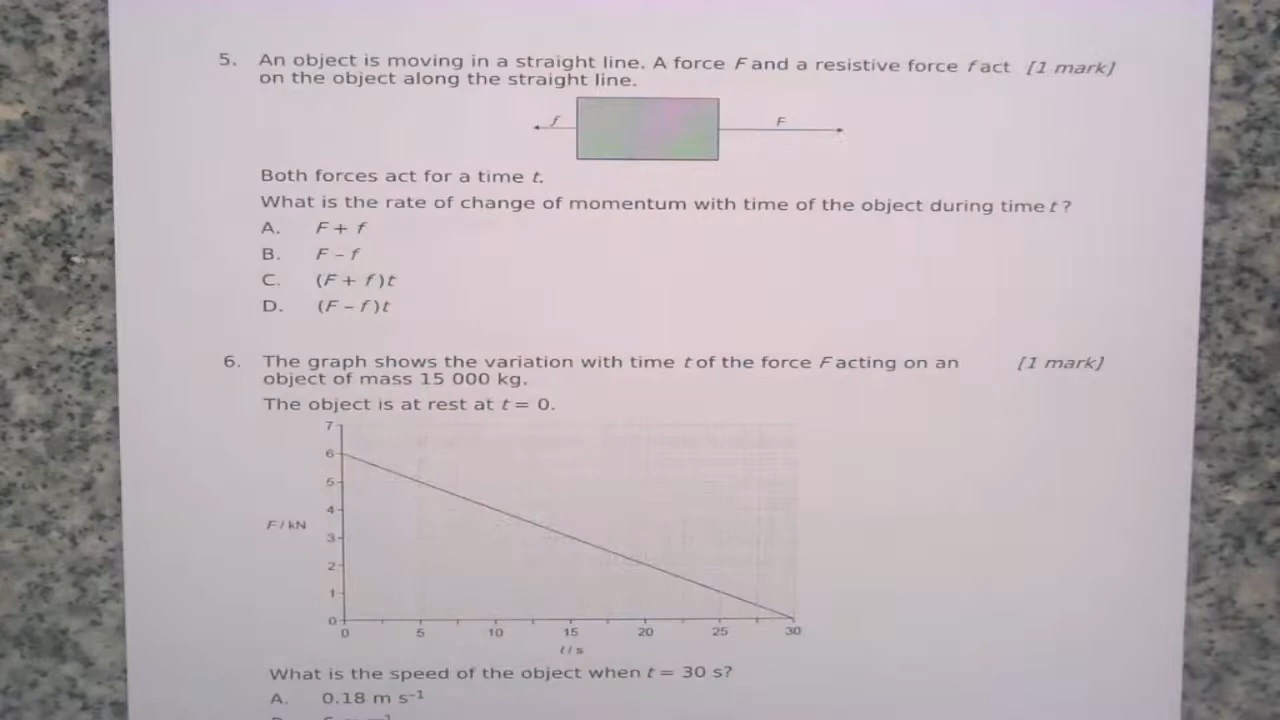 5. An object is moving in a straight line. A force F and a resistive force f act [1 mark]
on the object along the straight line.
f F
Both forces act for a time t.
What is the rate of change of momentum with time of the object during time t?
A. F + f
B. F – f
C. (F + f)t
D. (F – f)t
6. The graph shows the variation with time t of the force F acting on an [1 mark]
object of mass 15 000 kg.
The object is at rest at t = 0.
7
6
5
4
F / kN
3
2
1
0
0 5 10 15 20 25 30
t / s
What is the speed of the object when t = 30 s?
A. 0.18 m s⁻¹